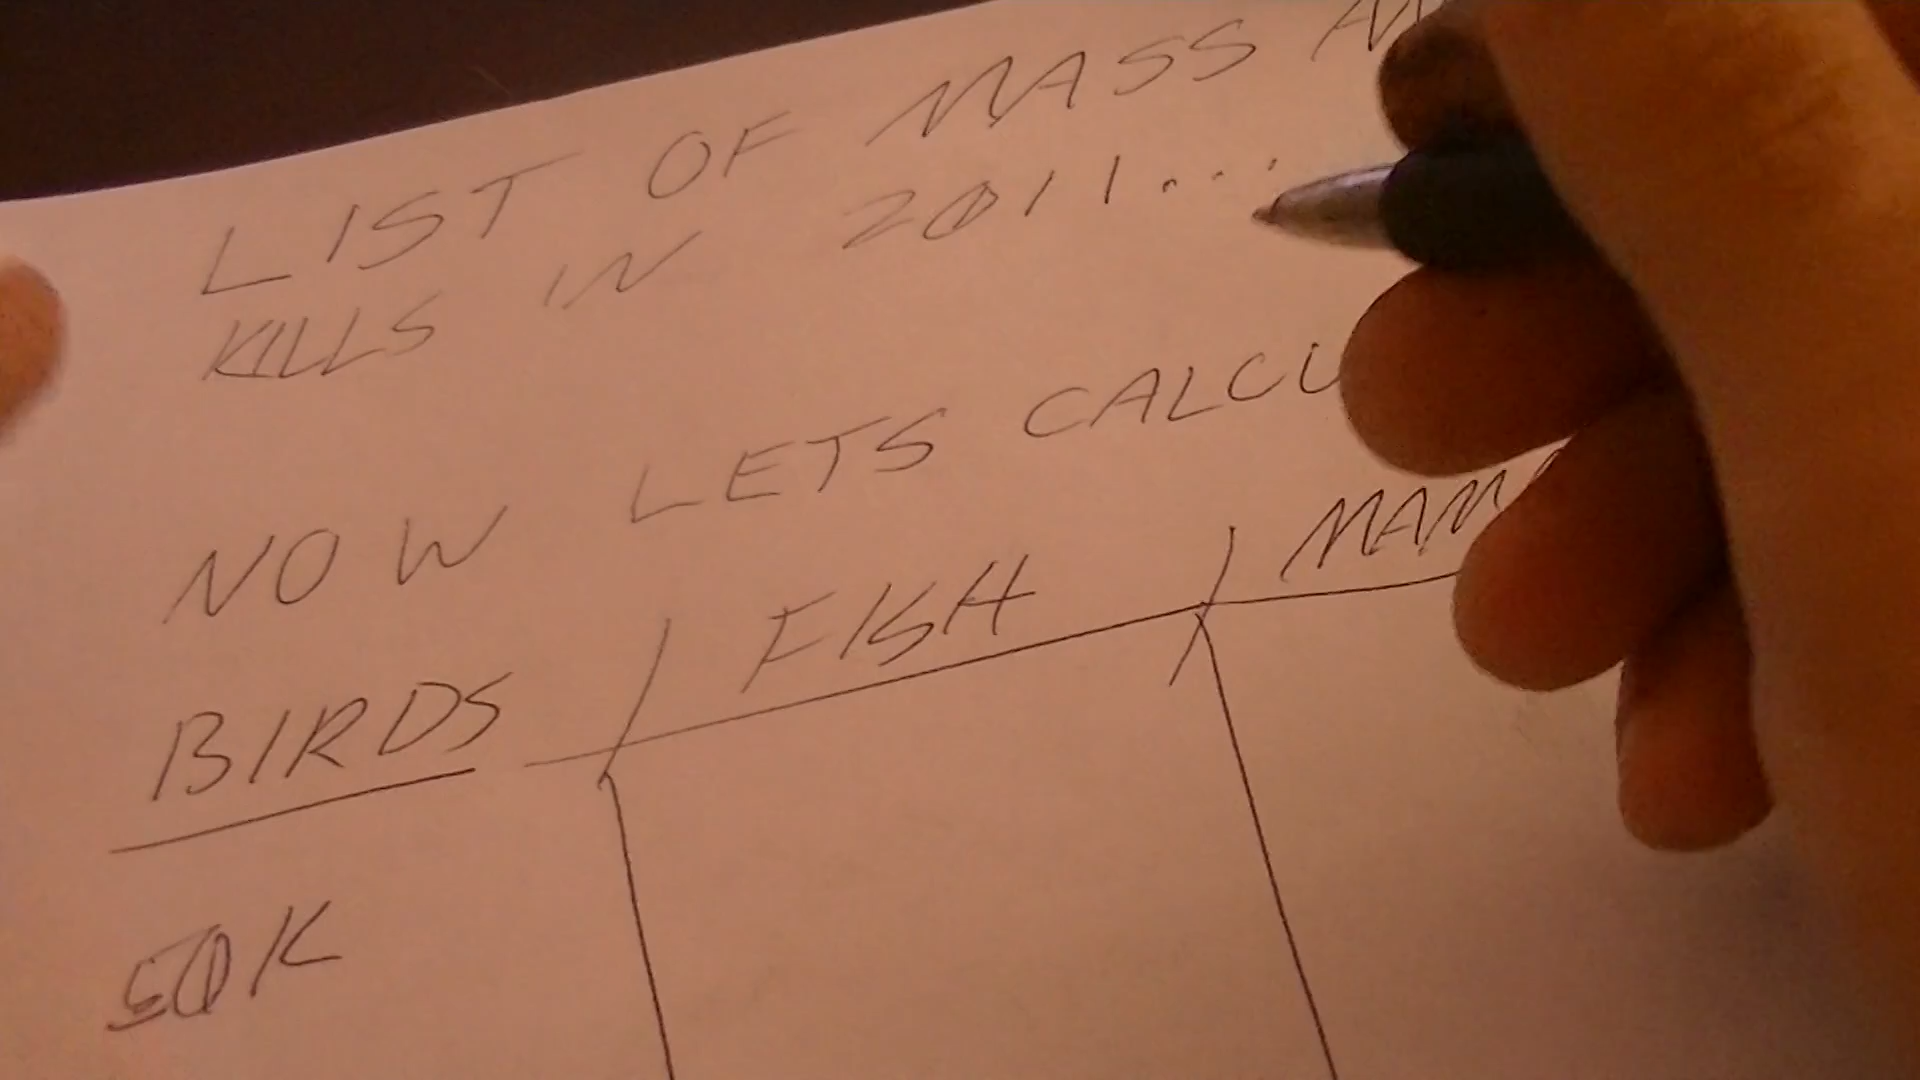 LIST OF MASS
KILLS IN 2011...
NOW LETS
BIRDS FISH
50K